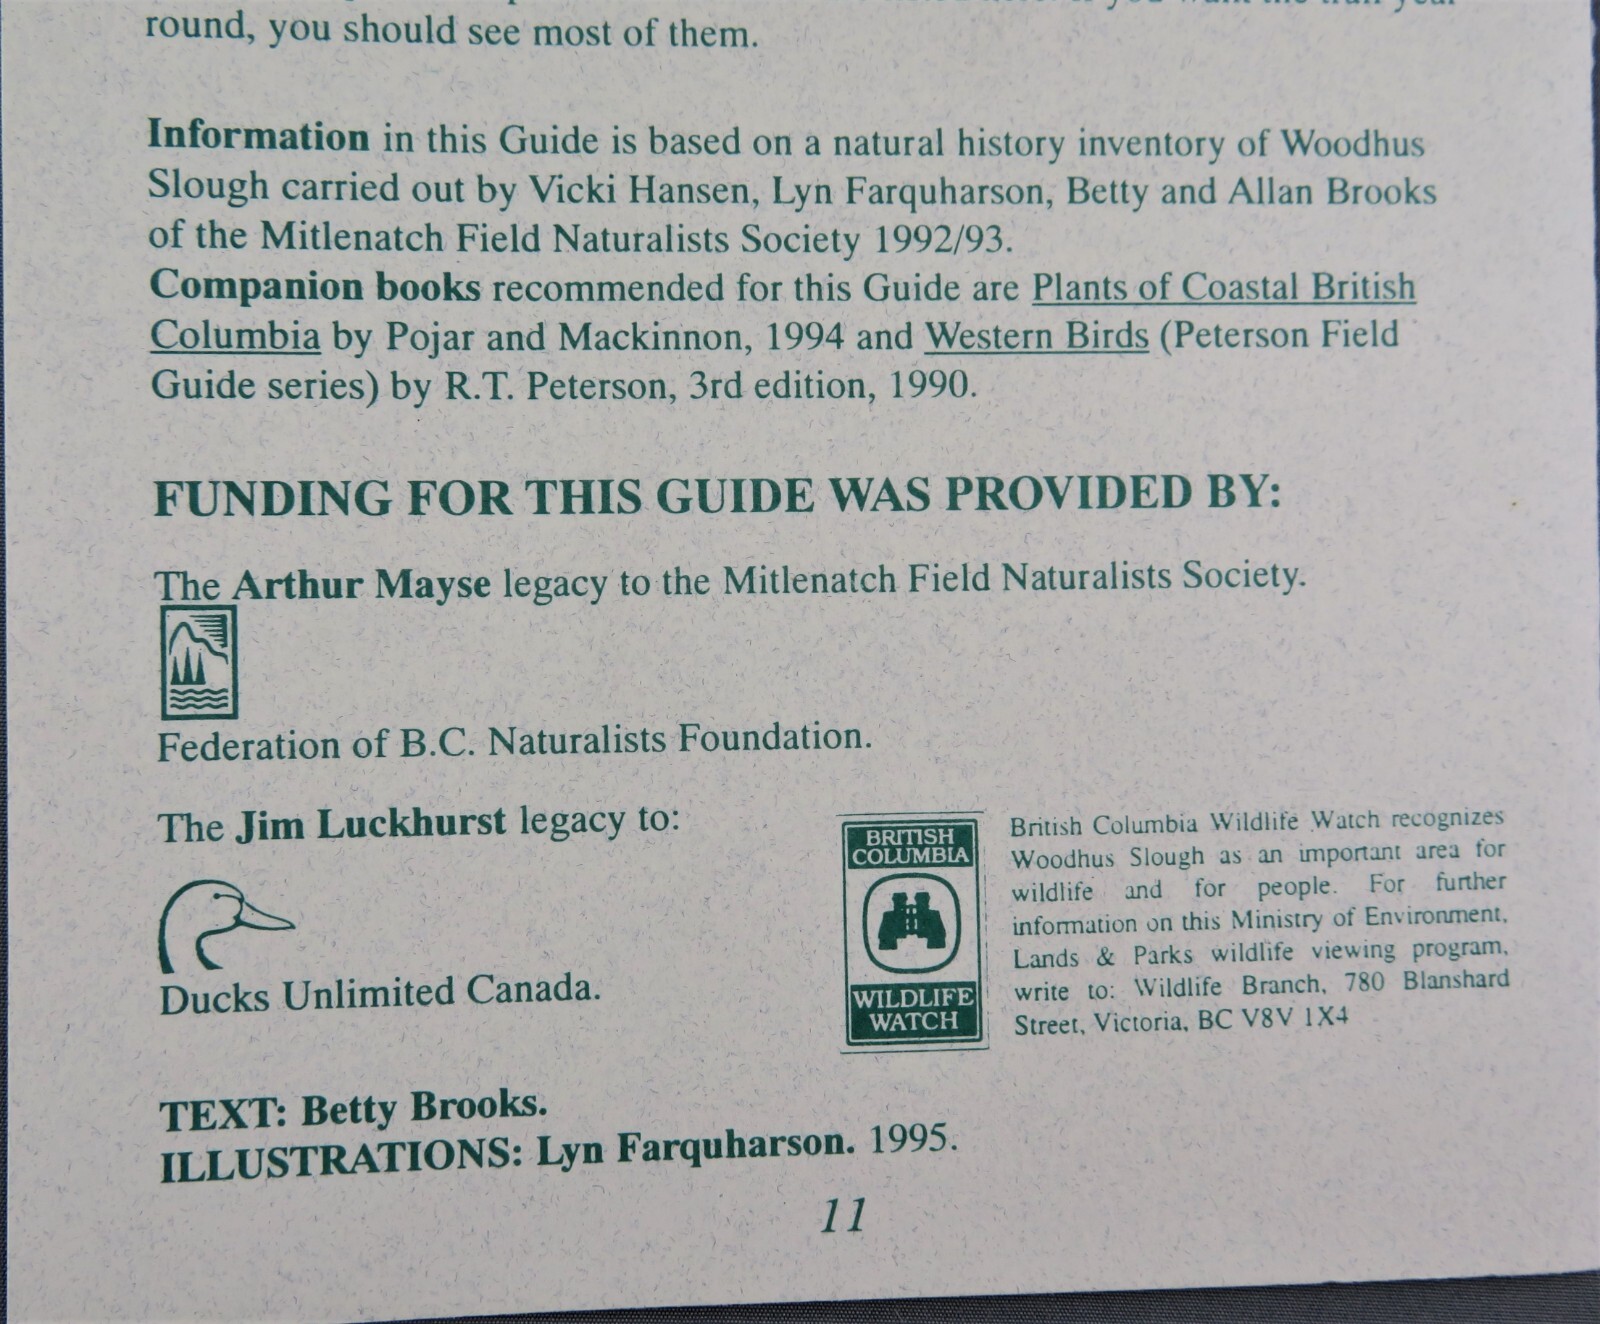 round, you should see most of them.
Information in this Guide is based on a natural history inventory of Woodhus
Slough carried out by Vicki Hansen, Lyn Farquharson, Betty and Allan Brooks
of the Mitlenatch Field Naturalists Society 1992/93.
Companion books recommended for this Guide are Plants of Coastal British
Columbia by Pojar and Mackinnon, 1994 and Western Birds (Peterson Field
Guide series) by R.T. Peterson, 3rd edition, 1990.
FUNDING FOR THIS GUIDE WAS PROVIDED BY:
The Arthur Mayse legacy to the Mitlenatch Field Naturalists Society.
Federation of B.C. Naturalists Foundation.
The Jim Luckhurst legacy to:
Ducks Unlimited Canada.
BRITISH
COLUMBIA
WILDLIFE
WATCH
British Columbia Wildlife Watch recognizes
Woodhus Slough as an important area for
wildlife and for people. For further
information on this Ministry of Environment,
Lands & Parks wildlife viewing program,
write to: Wildlife Branch, 780 Blanshard
Street, Victoria, BC V8V 1X4
TEXT: Betty Brooks.
ILLUSTRATIONS: Lyn Farquharson. 1995.
11